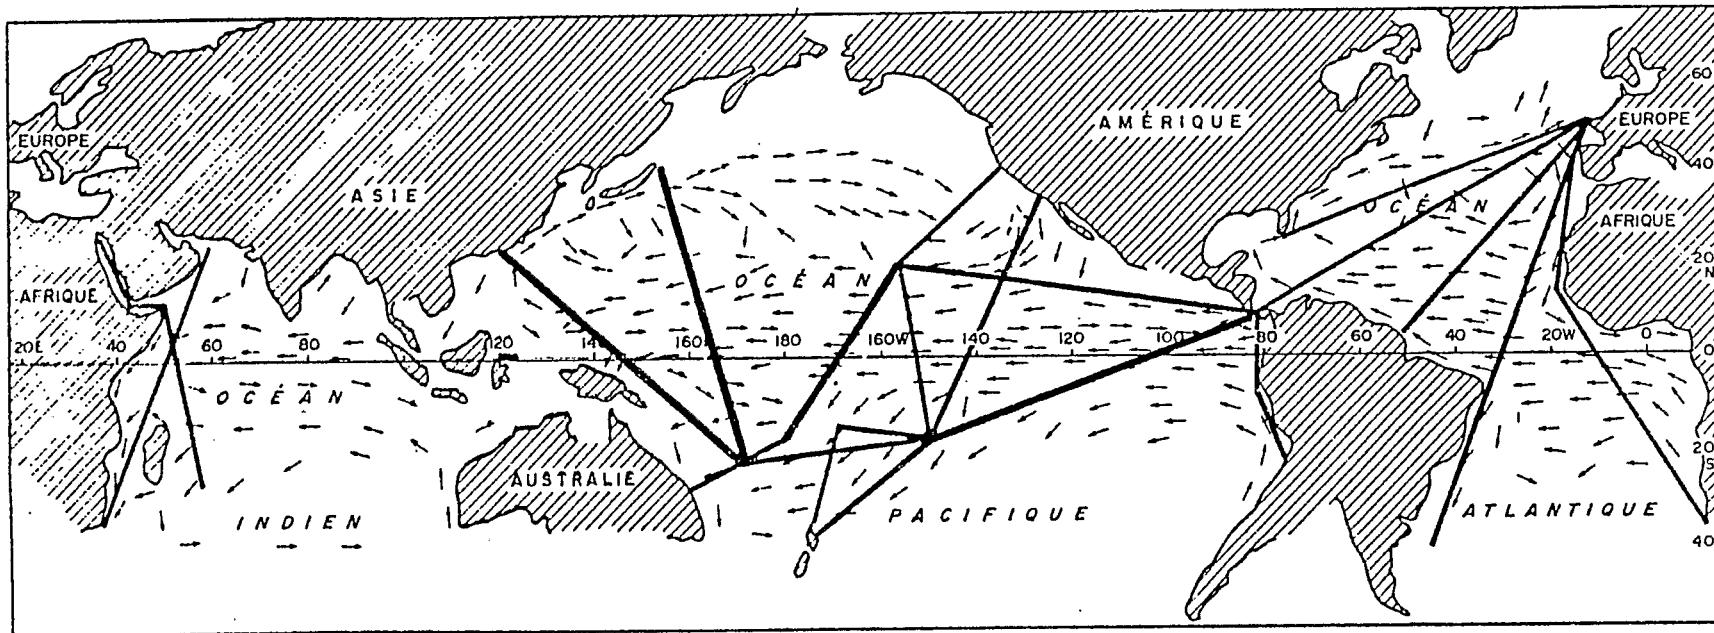 60
EUROPE
AMÉRIQUE
EUROPE
40
ASIE
OCÉAN
AFRIQUE
20
N
OCÉAN
AFRIQUE
20E
40
60
80
120
140
160
180
160W
140
120
100
80
60
40
20W
0
0
OCÉAN
20
S
AUSTRALIE
INDIEN
PACIFIQUE
ATLANTIQUE
40